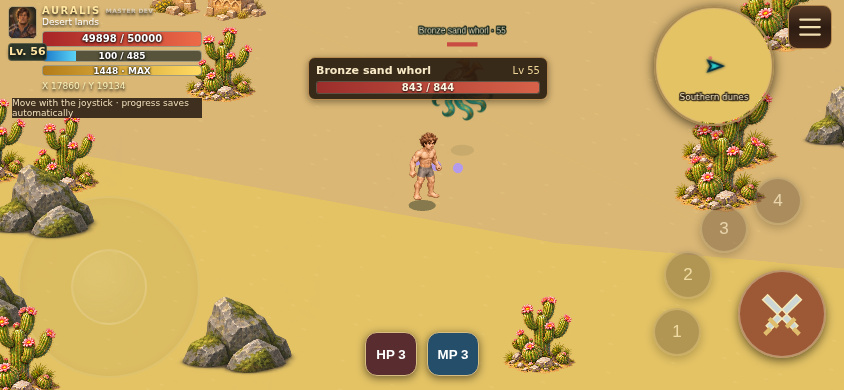 AURALIS MASTER DEV
Desert lands
49898 / 50000
Lv. 56
100 / 485
1448 · MAX
X 17860 / Y 19134
Move with the joystick · progress saves
automatically
Bronze sand whorl · 55
Bronze sand whorl Lv 55
843 / 844
Southern dunes
4
3
2
1
HP 3
MP 3